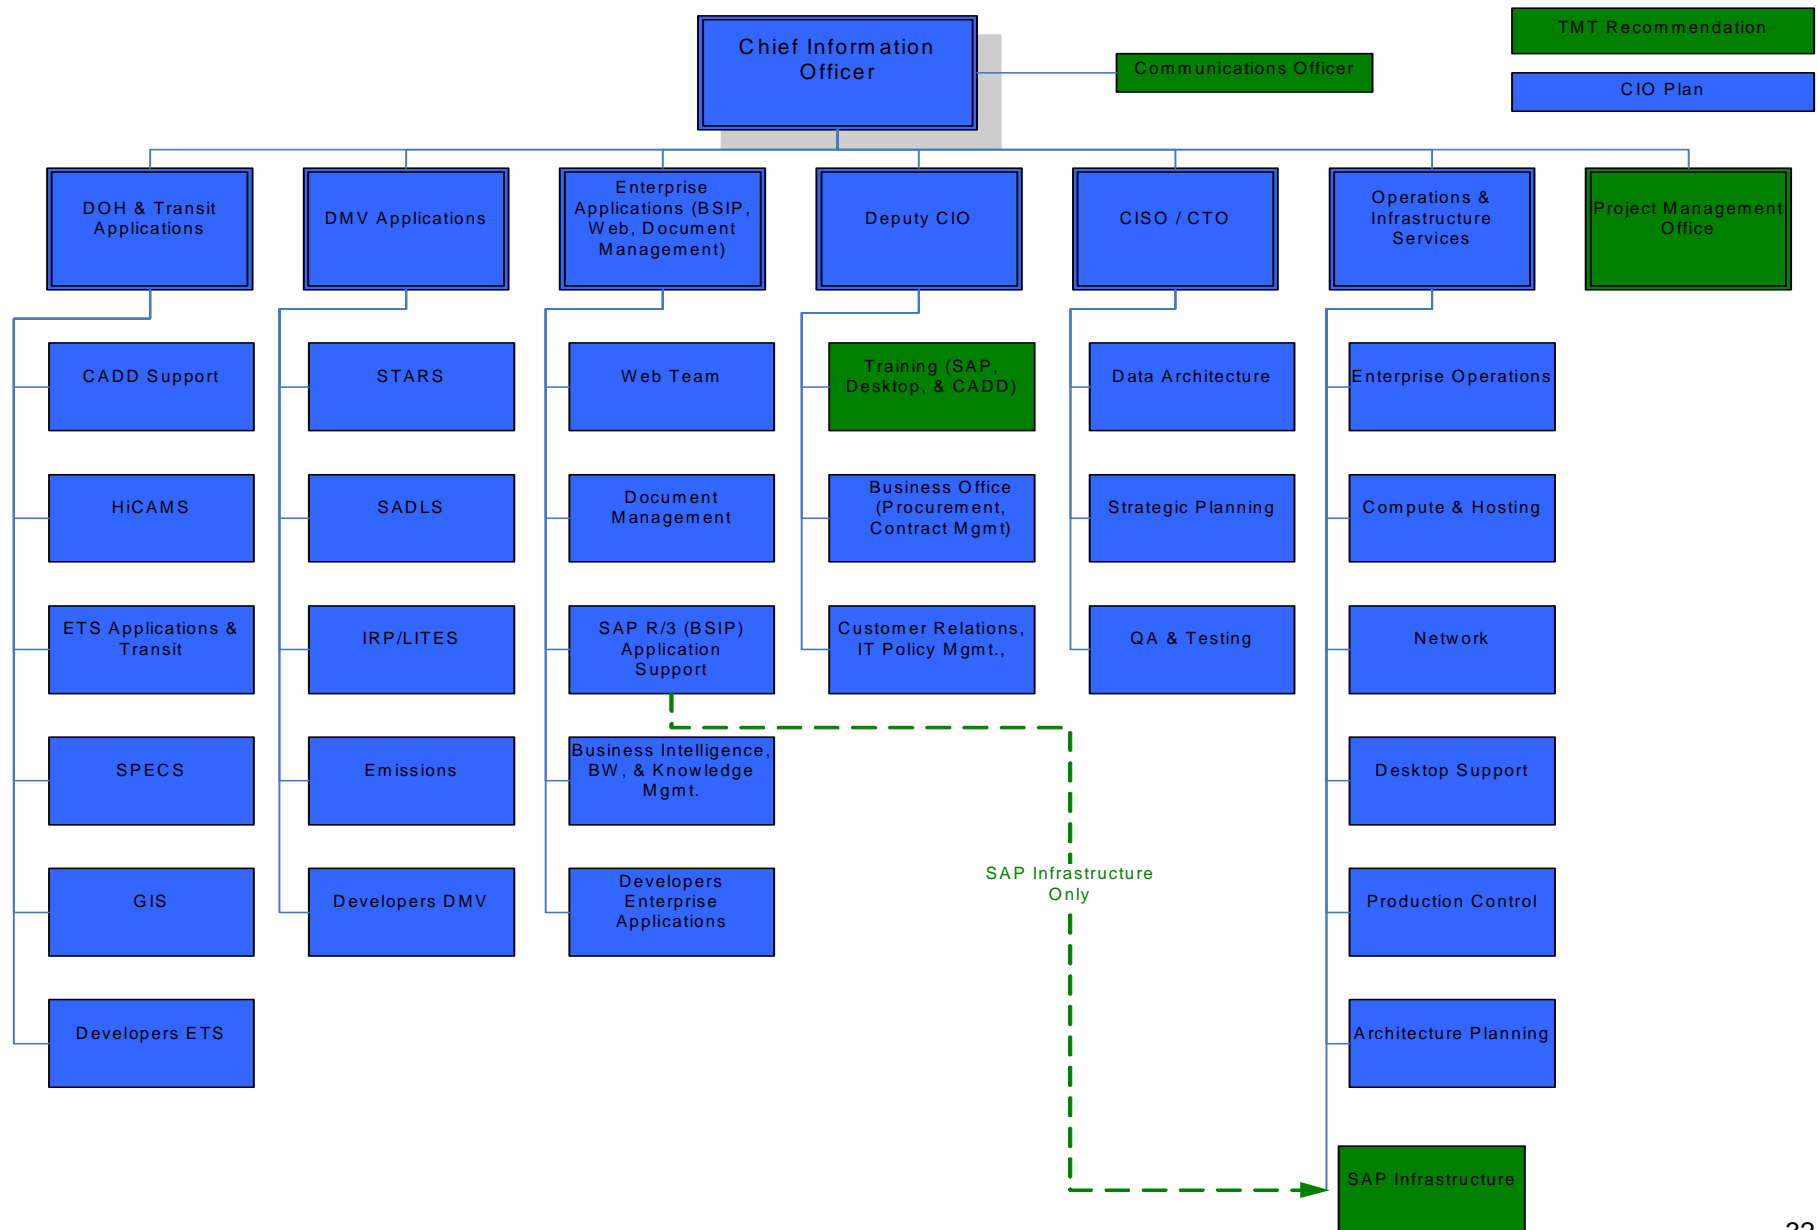 Chief Information
Officer
Communications Officer
TMT Recommendation
CIO Plan
DOH & Transit
Applications
DMV Applications
Enterprise
Applications (BSIP,
Web, Document
Management)
Deputy CIO
CISO / CTO
Operations &
Infrastructure
Services
Project Management
Office
CADD Support
HiCAMS
ETS Applications &
Transit
SPECS
GIS
Developers ETS
STARS
SADLS
IRP/LITES
Emissions
Developers DMV
Web Team
Document
Management
SAP R/3 (BSIP)
Application
Support
Business Intelligence,
BW, & Knowledge
Mgmt.
Developers
Enterprise
Applications
Training (SAP,
Desktop, & CADD)
Business Office
(Procurement,
Contract Mgmt)
Customer Relations,
IT Policy Mgmt.,
Data Architecture
Strategic Planning
QA & Testing
SAP Infrastructure
Only
Enterprise Operations
Compute & Hosting
Network
Desktop Support
Production Control
Architecture Planning
SAP Infrastructure